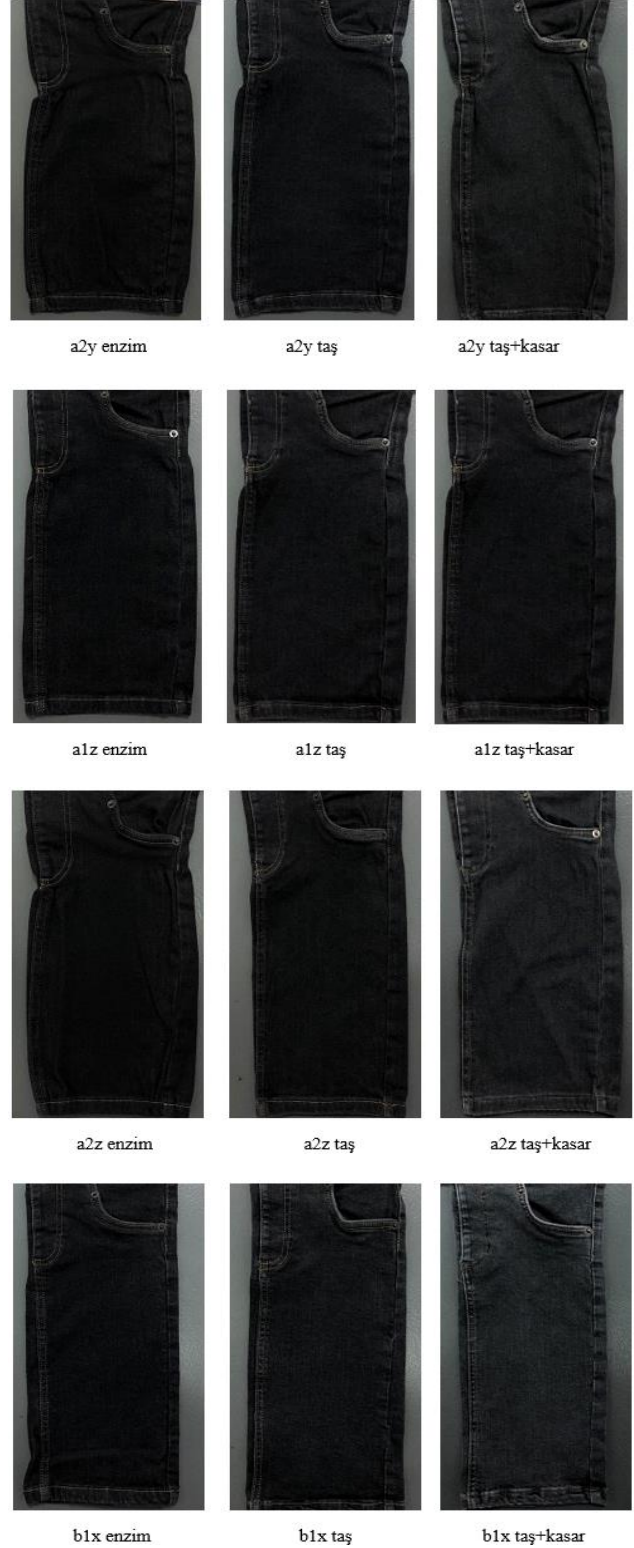 a2y enzim
a2y taş
a2y taş+kasar
a1z enzim
a1z taş
a1z taş+kasar
a2z enzim
a2z taş
a2z taş+kasar
b1x enzim
b1x taş
b1x taş+kasar